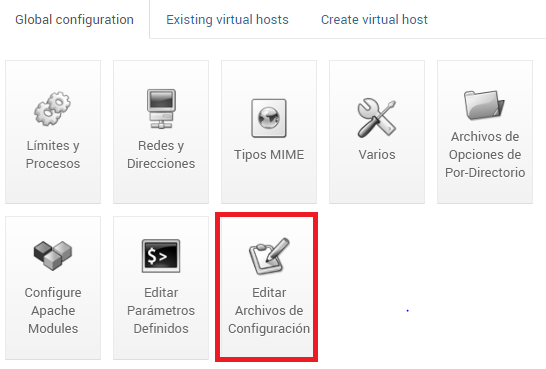 Global configuration
Existing virtual hosts
Create virtual host
Límites y
Procesos
Redes y
Direcciones
Tipos MIME
Varios
Archivos de
Opciones de
Por-Directorio
Configure
Apache
Modules
$>
Editar
Parámetros
Definidos
Editar
Archivos de
Configuración